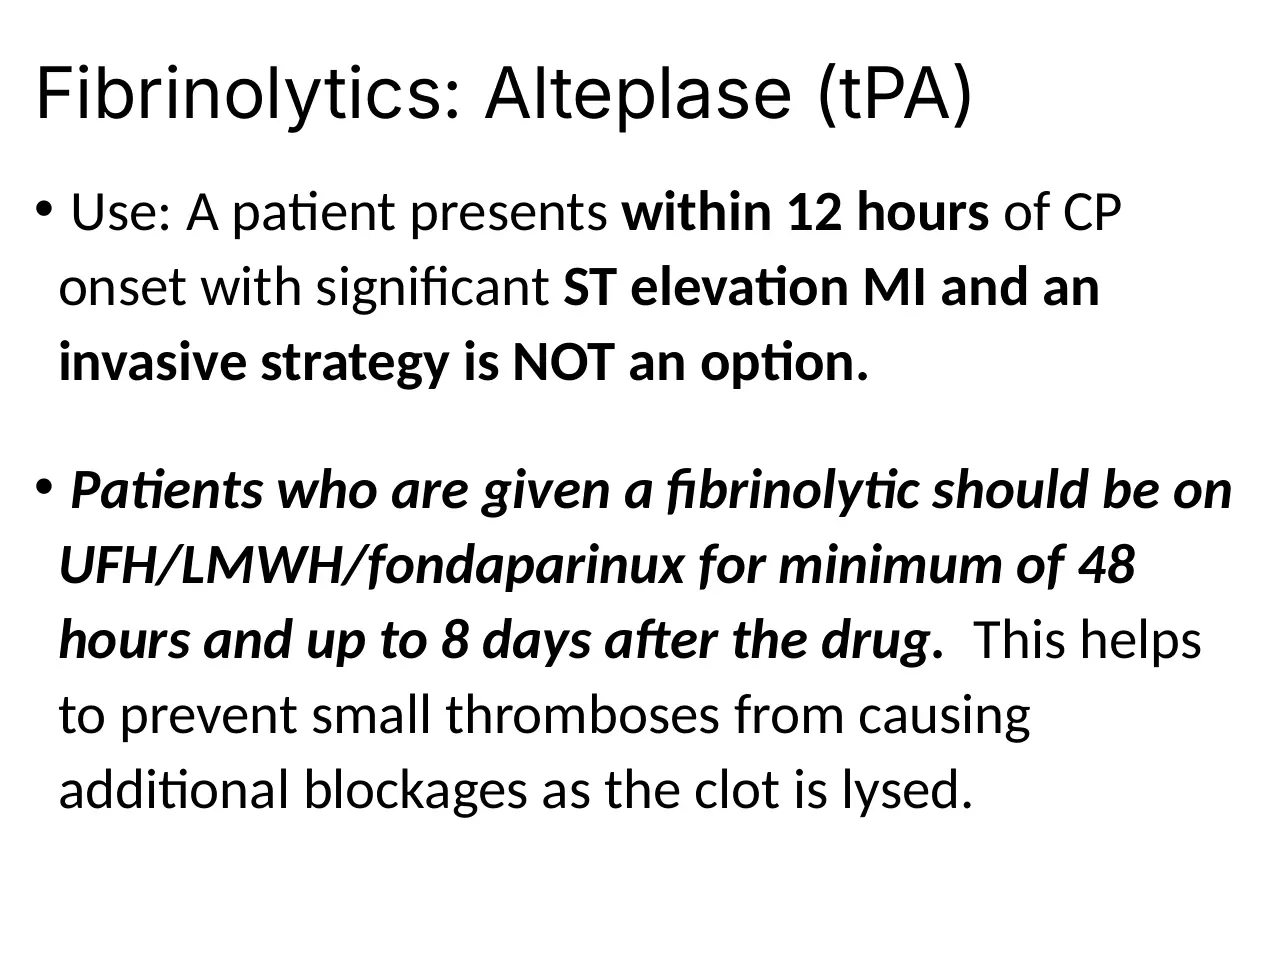 Fibrinolytics: Alteplase (tPA)
• Use: A patient presents within 12 hours of CP
onset with significant ST elevation MI and an
invasive strategy is NOT an option.
• Patients who are given a fibrinolytic should be on
UFH/LMWH/fondaparinux for minimum of 48
hours and up to 8 days after the drug.  This helps
to prevent small thromboses from causing
additional blockages as the clot is lysed.